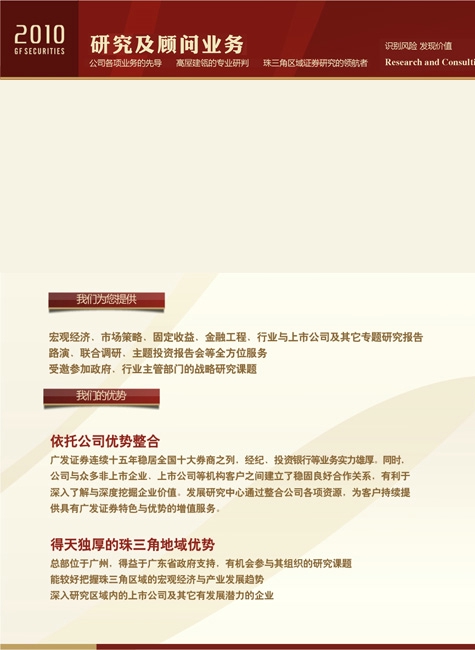 2010
GF SECURITIES
研究及顾问业务
公司各项业务的先导 高屋建瓴的专业研判 珠三角区域证券研究的领航者
识别风险 发现价值
Research and Consulti
我们为您提供
宏观经济、市场策略、固定收益、金融工程、行业与上市公司及其它专题研究报告
路演、联合调研、主题投资报告会等全方位服务
受邀参加政府、行业主管部门的战略研究课题
我们的优势
依托公司优势整合
广发证券连续十五年稳居全国十大券商之列，经纪、投资银行等业务实力雄厚。同时，
公司与众多非上市企业、上市公司等机构客户之间建立了稳固良好合作关系，有利于
深入了解与深度挖掘企业价值。发展研究中心通过整合公司各项资源，为客户持续提
供具有广发证券特色与优势的增值服务。
得天独厚的珠三角地域优势
总部位于广州，得益于广东省政府支持，有机会参与其组织的研究课题
能较好把握珠三角区域的宏观经济与产业发展趋势
深入研究区域内的上市公司及其它有发展潜力的企业